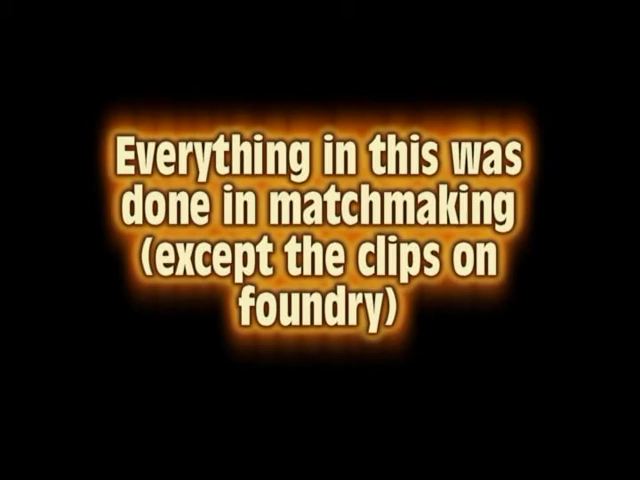 Everything in this was
done in matchmaking
(except the clips on
foundry)